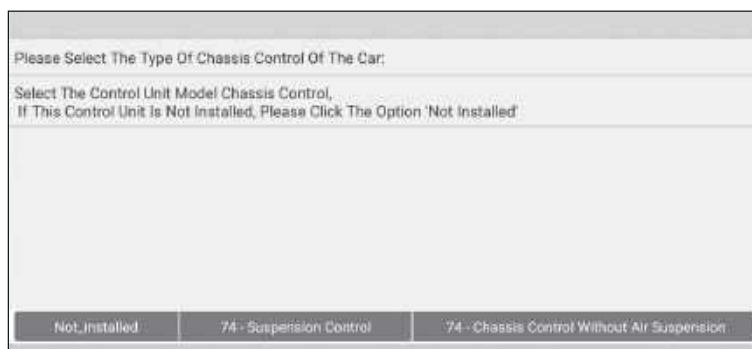 Please Select The Type Of Chassis Control Of The Car:
Select The Control Unit Model Chassis Control,
If This Control Unit Is Not Installed, Please Click The Option 'Not Installed'
Not_installed
74 - Suspension Control
74 - Chassis Control Without Air Suspension